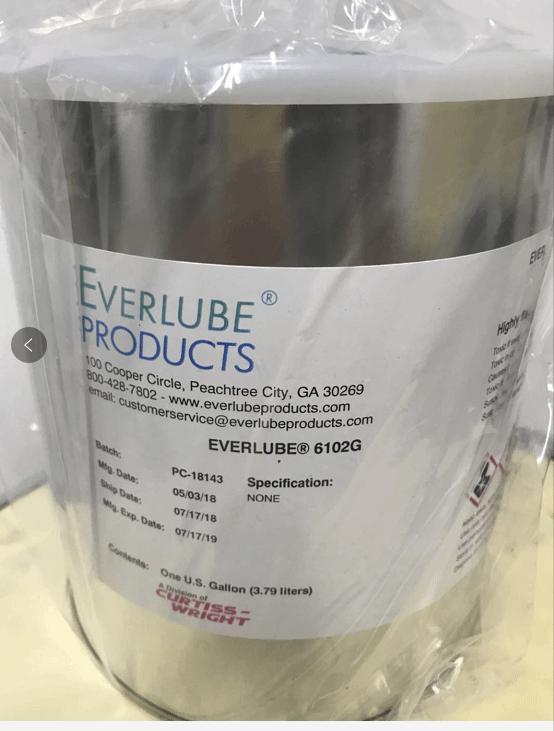 EVERLUBE®
PRODUCTS
100 Cooper Circle, Peachtree City, GA 30269
800-428-7802 - www.everlubeproducts.com
email: customerservice@everlubeproducts.com
EVERLUBE® 6102G
Batch: PC-18143
Mfg. Date: 05/03/18
Ship Date: 07/17/18
Mfg. Exp. Date: 07/17/19
Specification:
NONE
Contents: One U.S. Gallon (3.79 liters)
A Division of
CURTISS-
WRIGHT
Highly